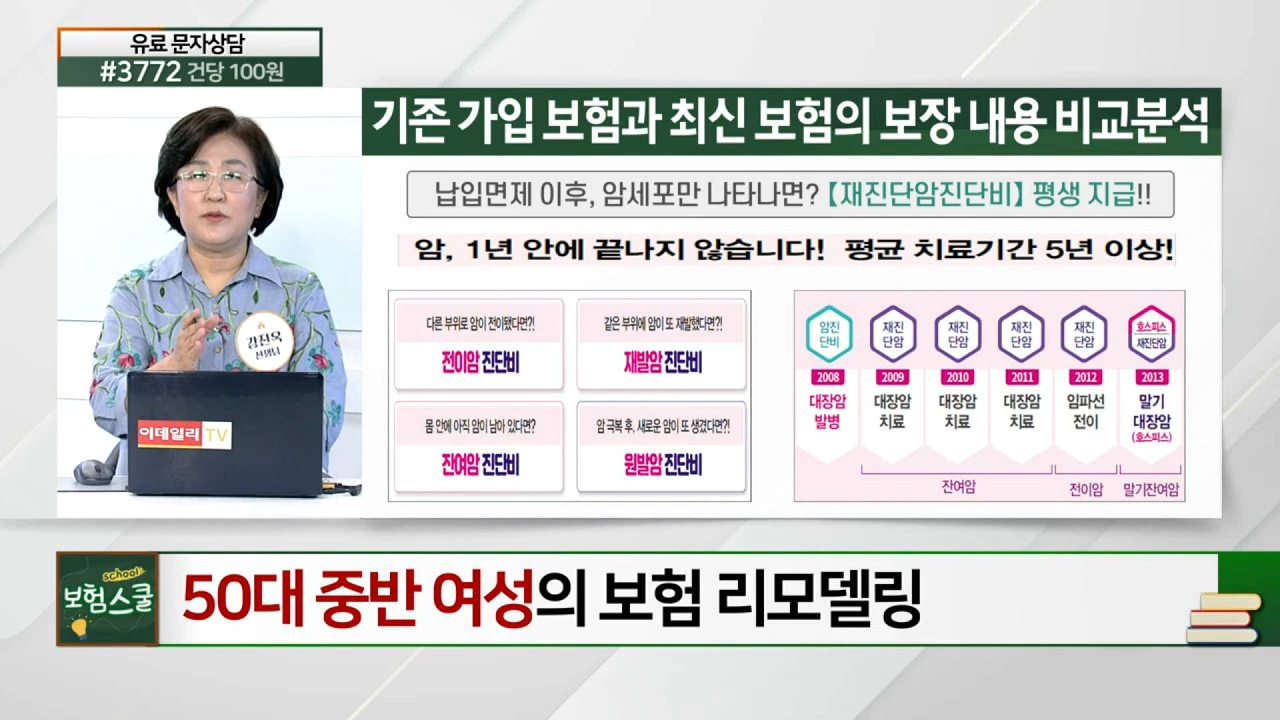 유료 문자상담
#3772 건당 100원
기존 가입 보험과 최신 보험의 보장 내용 비교분석
납입면제 이후, 암세포만 나타나면? 【재진단암진단비】 평생 지급!!
암, 1년 안에 끝나지 않습니다! 평균 치료기간 5년 이상!
다른 부위로 암이 전이됐다면?!
전이암 진단비
같은 부위에 암이 또 재발했다면?!
재발암 진단비
몸 안에 아직 암이 남아 있다면?
잔여암 진단비
암 극복 후, 새로운 암이 또 생겼다면?!
원발암 진단비
암진
단비
재진
단암
재진
단암
재진
단암
재진
단암
호스피스
재진단암
2008
2009
2010
2011
2012
2013
대장암
발병
대장암
치료
대장암
치료
대장암
치료
임파선
전이
말기
대장암
(호스피스)
잔여암
전이암
말기잔여암
강진옥
선생님
이데일리 TV
school
보험스쿨
50대 중반 여성의 보험 리모델링